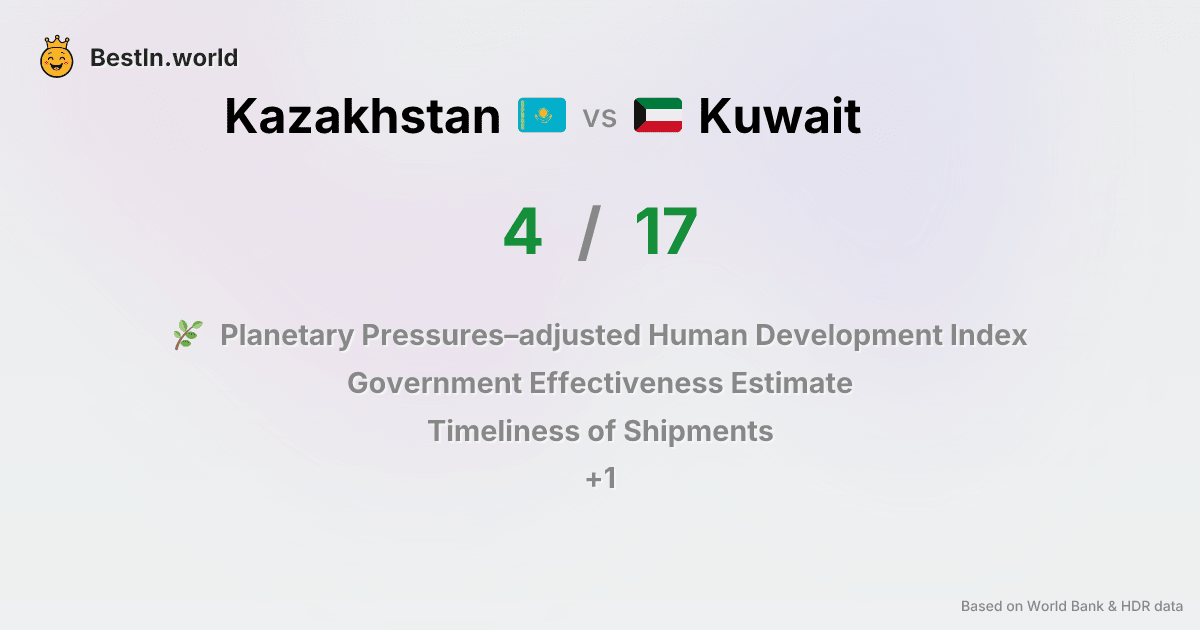 BestIn.world
Kazakhstan vs Kuwait
4 / 17
Planetary Pressures–adjusted Human Development Index
Government Effectiveness Estimate
Timeliness of Shipments
+1
Based on World Bank & HDR data